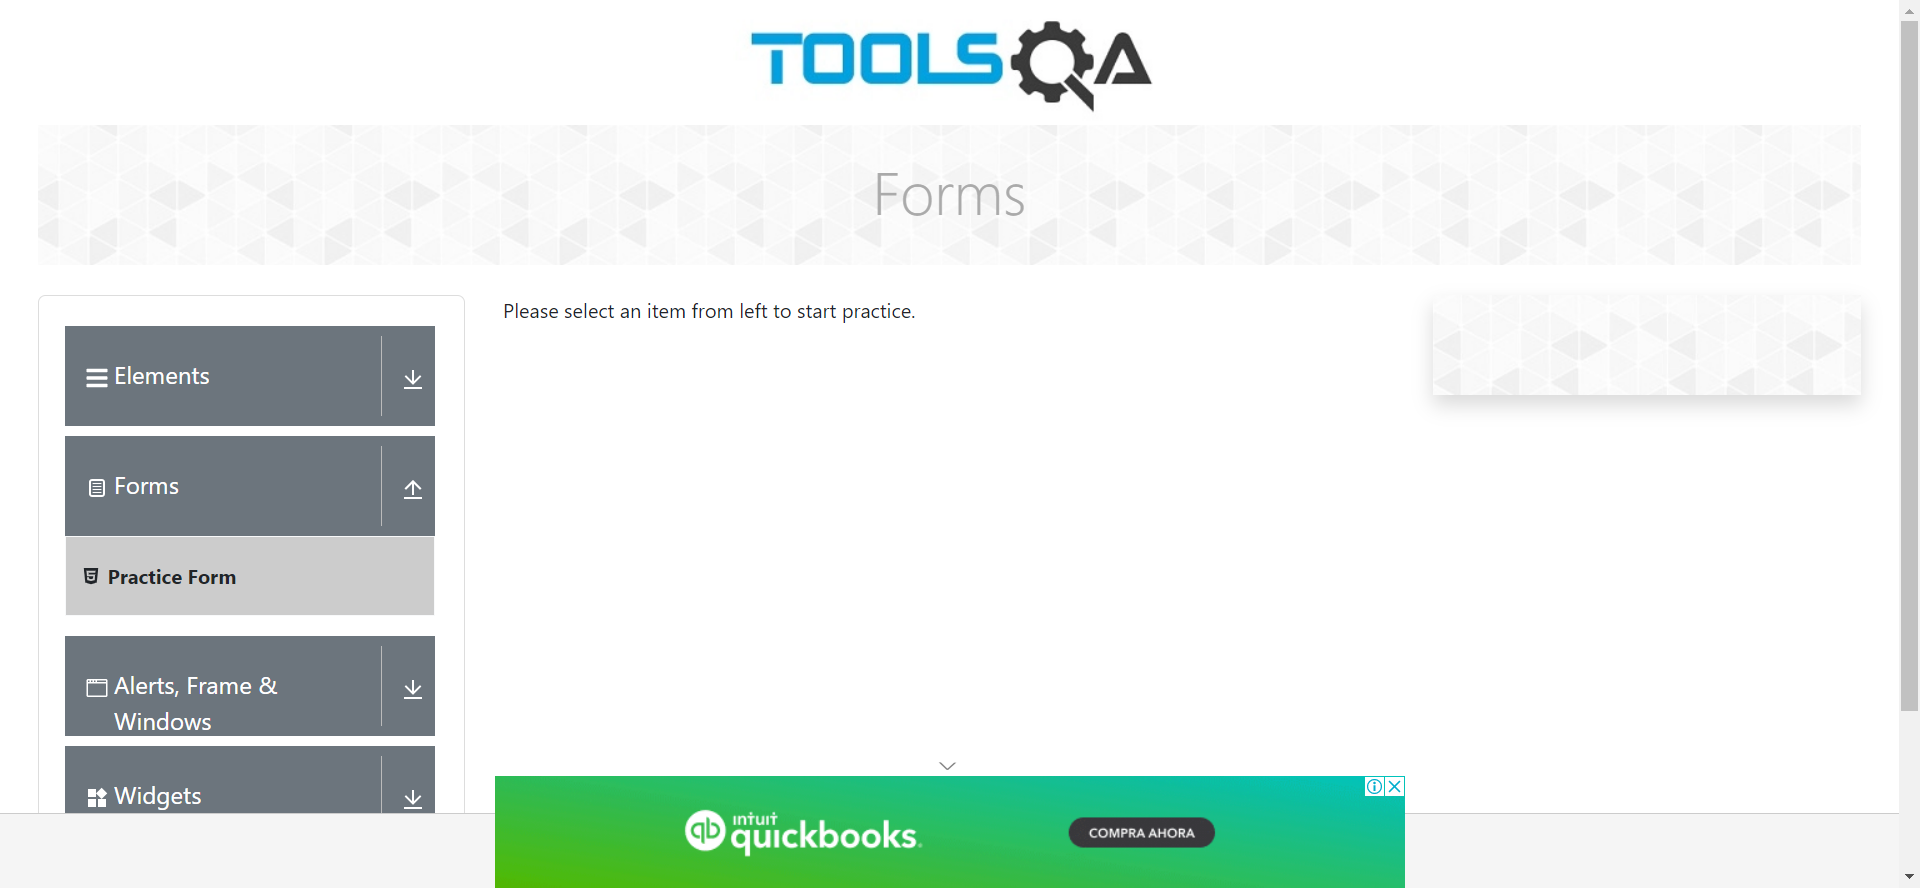 TOOLSQA
Forms
Please select an item from left to start practice.
Elements
Forms
Practice Form
Alerts, Frame &
Windows
Widgets
intuit
qb quickbooks.
COMPRA AHORA